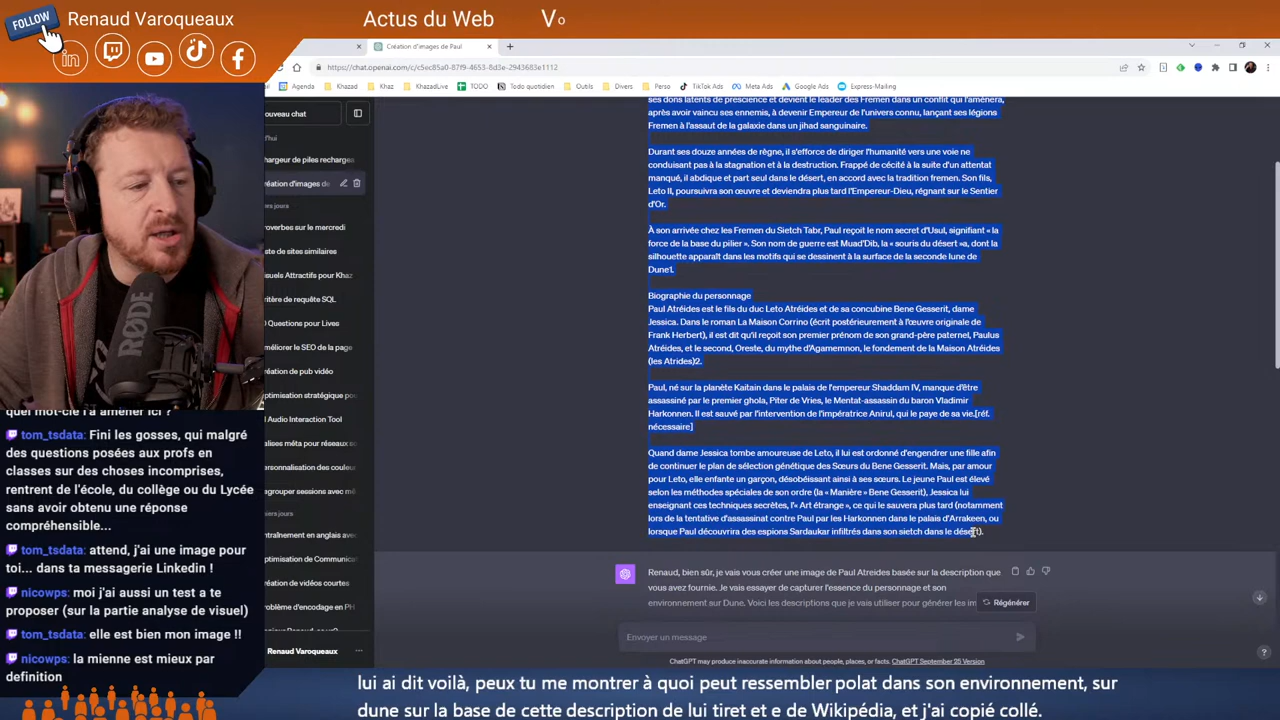 FOLLOW
Renaud Varoqueaux
Actus du Web
Vo
Création d'images de Paul
https://chat.openai.com/c/c5ec85a0-87f9-4653-8d3e-2943683e1112
Agenda
Khazad
Khaz
KhazadLive
TODO
Todo quotidien
Outils
Divers
Perso
TikTok Ads
Meta Ads
Google Ads
Express-Mailing
ouveau chat
d'hui
hargeur de piles rechargea
réation d'images de
es jours
overbes sur le mercredi
ste de sites similaires
suels Attractifs pour Khaz
ritère de requête SQL
0 Questions pour Lives
méliorer le SEO de la page
réation de pub vidéo
ptimisation stratégique pou
I Audio Interaction Tool
alises méta pour réseaux s
ersonnalisation des couleur
egrouper sessions avec mê
niers jours
ntraînement en anglais ave
ptimisation de Communica
réation de vidéos courtes
oblème d'encodage en PH
Renaud Varoqueaux
ses dons latents de prescience et devient le leader des Fremen dans un conflit qui l'amènera,
après avoir vaincu ses ennemis, à devenir Empereur de l'univers connu, lançant ses légions
Fremen à l'assaut de la galaxie dans un jihad sanguinaire.
Durant ses douze années de règne, il s'efforce de diriger l'humanité vers une voie ne
conduisant pas à la stagnation et à la destruction. Frappé de cécité à la suite d'un attentat
manqué, il abdique et part seul dans le désert, en accord avec la tradition fremen. Son fils,
Leto II, poursuivra son œuvre et deviendra plus tard l'Empereur-Dieu, régnant sur le Sentier
d'Or.
À son arrivée chez les Fremen du Sietch Tabr, Paul reçoit le nom secret d'Usul, signifiant « la
force de la base du pilier ». Son nom de guerre est Muad'Dib, la « souris du désert »a, dont la
silhouette apparaît dans les motifs qui se dessinent à la surface de la seconde lune de
Dune1.
Biographie du personnage
Paul Atréides est le fils du duc Leto Atréides et de sa concubine Bene Gesserit, dame
Jessica. Dans le roman La Maison Corrino (écrit postérieurement à l'œuvre originale de
Frank Herbert), il est dit qu'il reçoit son premier prénom de son grand-père paternel, Paulus
Atréides, et le second, Oreste, du mythe d'Agamemnon, le fondement de la Maison Atréides
(les Atrides)2.
Paul, né sur la planète Kaitain dans le palais de l'empereur Shaddam IV, manque d'être
assassiné par le premier ghola, Piter de Vries, le Mentat-assassin du baron Vladimir
Harkonnen. Il est sauvé par l'intervention de l'impératrice Anirul, qui le paye de sa vie.[réf.
nécessaire]
Quand dame Jessica tombe amoureuse de Leto, il lui est ordonné d'engendrer une fille afin
de continuer le plan de sélection génétique des Sœurs du Bene Gesserit. Mais, par amour
pour Leto, elle enfante un garçon, désobéissant ainsi à ses sœurs. Le jeune Paul est élevé
selon les méthodes spéciales de son ordre (la « Manière » Bene Gesserit), Jessica lui
enseignant ces techniques secrètes, l'« Art étrange », ce qui le sauvera plus tard (notamment
lors de la tentative d'assassinat contre Paul par les Harkonnen dans le palais d'Arrakeen, ou
lorsque Paul découvrira des espions Sardaukar infiltrés dans son sietch dans le désert).
Renaud, bien sûr, je vais vous créer une image de Paul Atreides basée sur la description que
vous avez fournie. Je vais essayer de capturer l'essence du personnage et son
environnement sur Dune. Voici les descriptions que je vais utiliser pour générer les im
Régénérer
Envoyer un message
ChatGPT may produce inaccurate information about people, places, or facts. ChatGPT September 25 Version
RØDE
quel mot-clé l'a amener ici ?
tom_tsdata: Fini les gosses, qui malgré
des questions posées aux profs en
classes sur des choses incomprises,
rentrent de l'école, du collège ou du Lycée
sans avoir obtenu une réponse
compréhensible...
tom_tsdata: attend, j'ai une image pour
toi... dans ta messagerie Linkedin !
nicowps: moi j'ai aussi un test a te
proposer (sur la partie analyse de visuel)
tom_tsdata: elle est bien mon image !!
nicowps: la mienne est mieux par
definition
lui ai dit voilà, peux tu me montrer à quoi peut ressembler polat dans son environnement, sur
dune sur la base de cette description de lui tiret et e de Wikipédia, et j'ai copié collé.